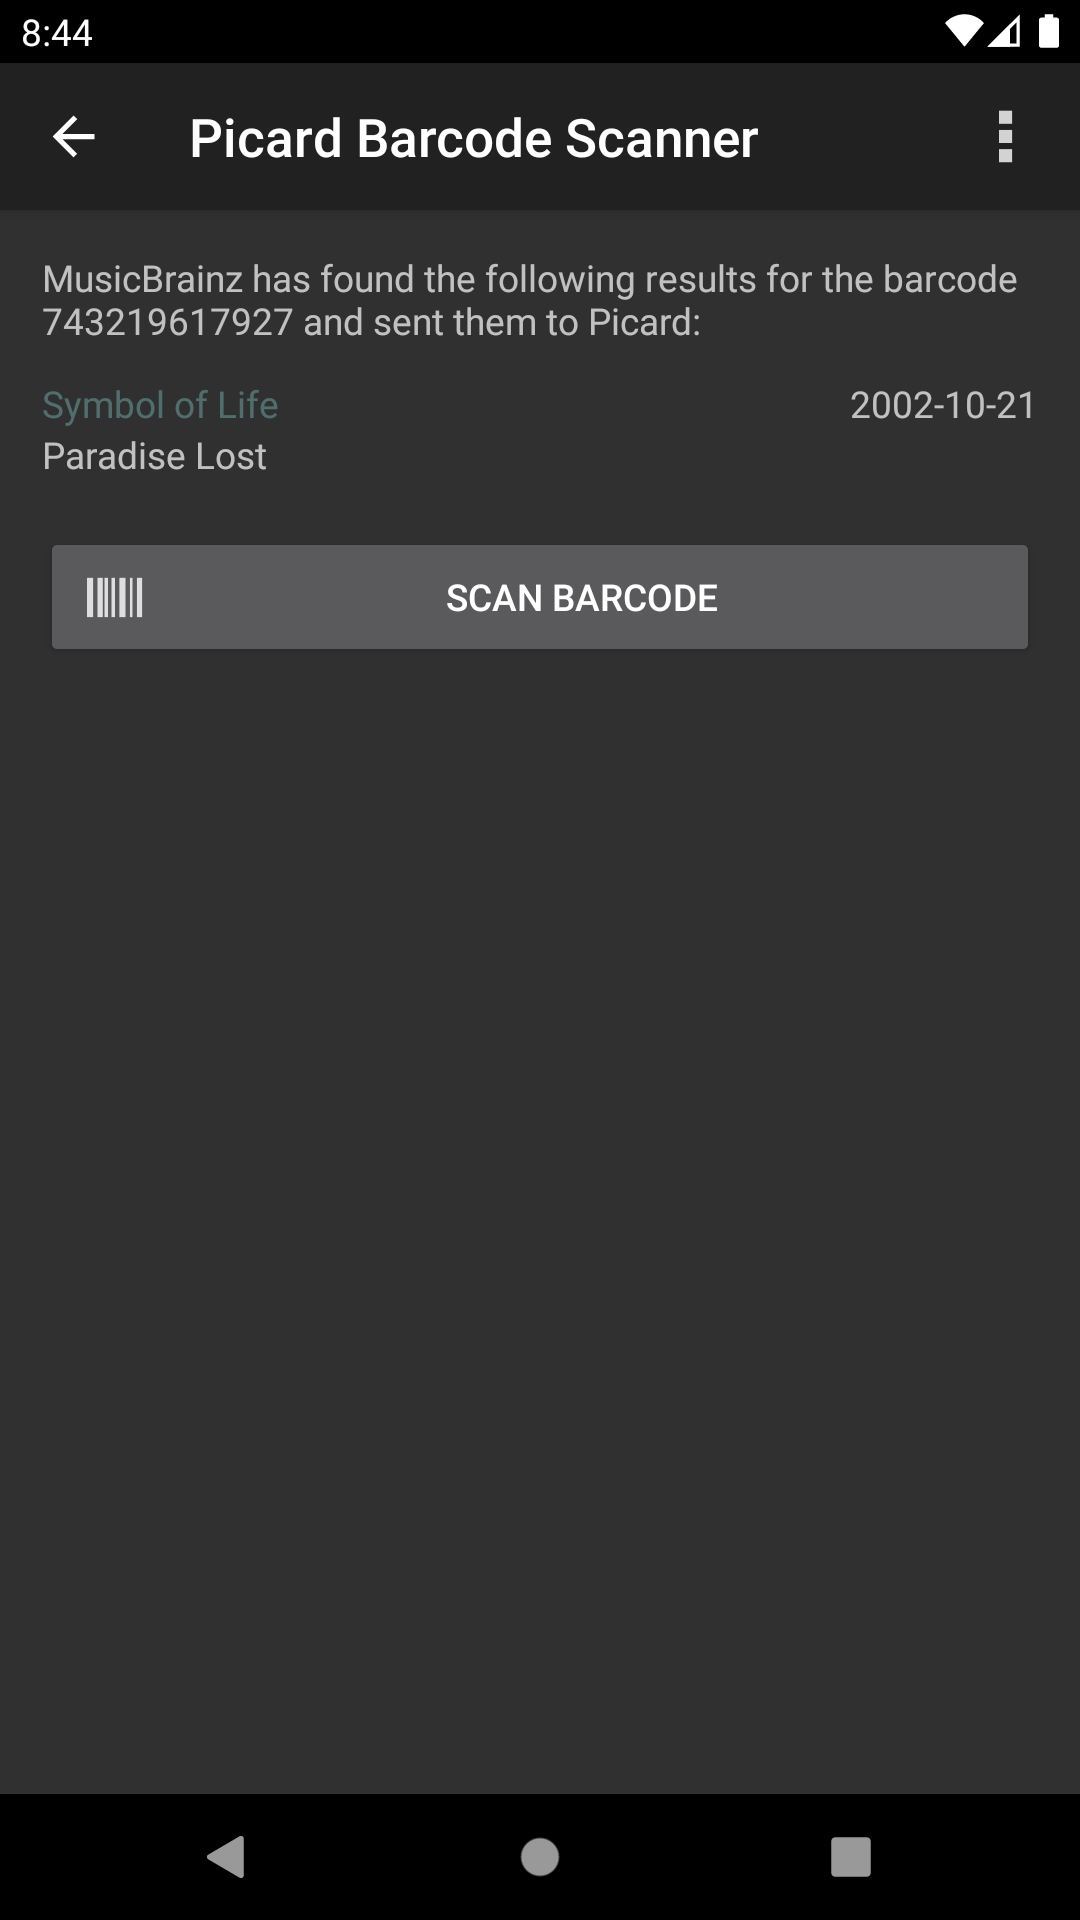 8:44
Picard Barcode Scanner
MusicBrainz has found the following results for the barcode
743219617927 and sent them to Picard:
Symbol of Life 2002-10-21
Paradise Lost
SCAN BARCODE